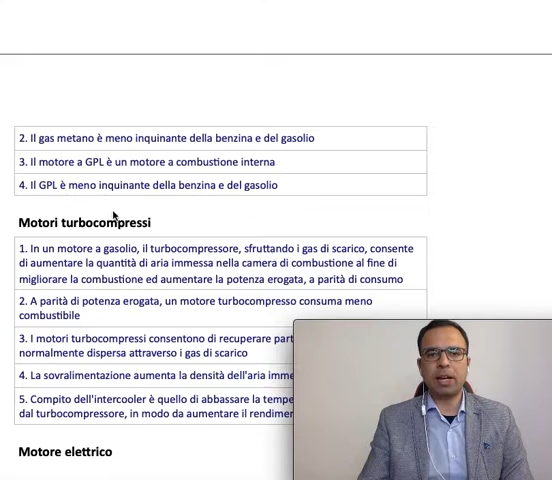 2. Il gas metano è meno inquinante della benzina e del gasolio
3. Il motore a GPL è un motore a combustione interna
4. Il GPL è meno inquinante della benzina e del gasolio
Motori turbocompressi
1. In un motore a gasolio, il turbocompressore, sfruttando i gas di scarico, consente
di aumentare la quantità di aria immessa nella camera di combustione al fine di
migliorare la combustione ed aumentare la potenza erogata, a parità di consumo
2. A parità di potenza erogata, un motore turbocompresso consuma meno
combustibile
3. I motori turbocompressi consentono di recuperare
normalmente dispersa attraverso i gas di scarico
4. La sovralimentazione aumenta la densità dell'aria
5. Compito dell'intercooler è quello di abbassare la
dal turbocompressore, in modo da aumentare il
Motore elettrico